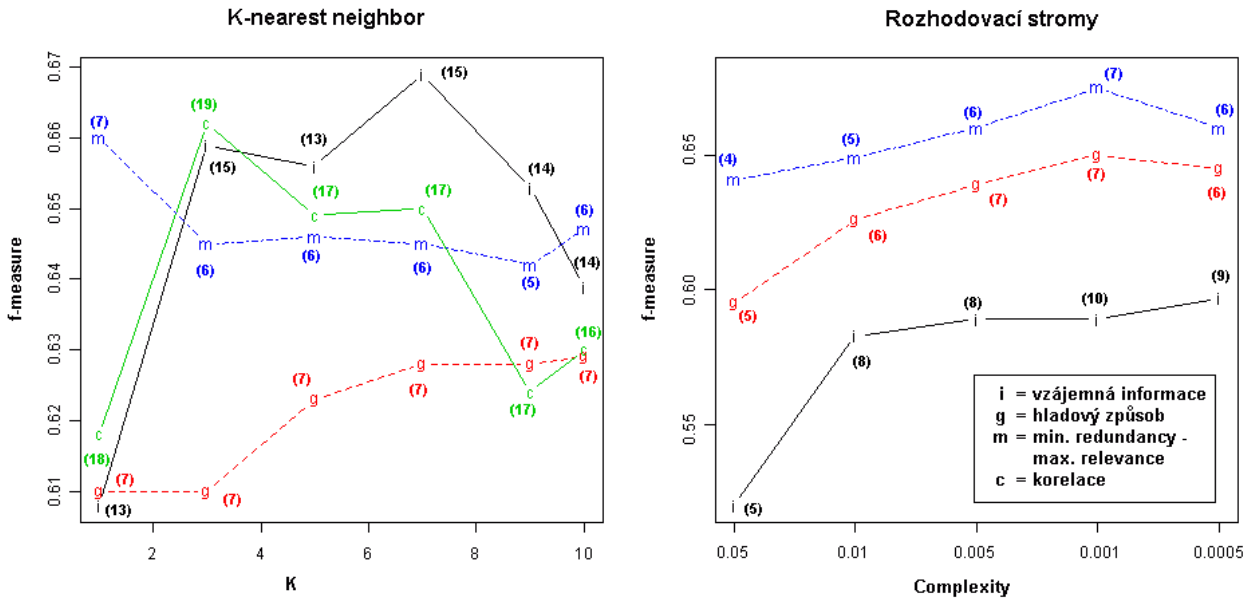 K-nearest neighbor
f-measure
0.67
0.66
0.65
0.64
0.63
0.62
0.61
(7)
(19)
(15)
(13)
(15)
(17)
(17)
(14)
(6)
(6)
(6)
(6)
(5)
(14)
(16)
(7)
(7)
(7)
(7)
(17)
(18)
(7)
(7)
(13)
m
c
i
i
i
i
c
c
m
m
m
m
m
i
c
g
g
g
g
c
c
g
g
i
2
4
6
8
10
K
Rozhodovací stromy
f-measure
0.65
0.60
0.55
(4)
(5)
(6)
(7)
(6)
m
m
m
m
m
g
g
g
g
g
(5)
(6)
(7)
(7)
(6)
(8)
(8)
(10)
(9)
i
i
i
i
i
(5)
i = vzájemná informace
g = hladový způsob
m = min. redundancy -
max. relevance
c = korelace
0.05
0.01
0.005
0.001
0.0005
Complexity